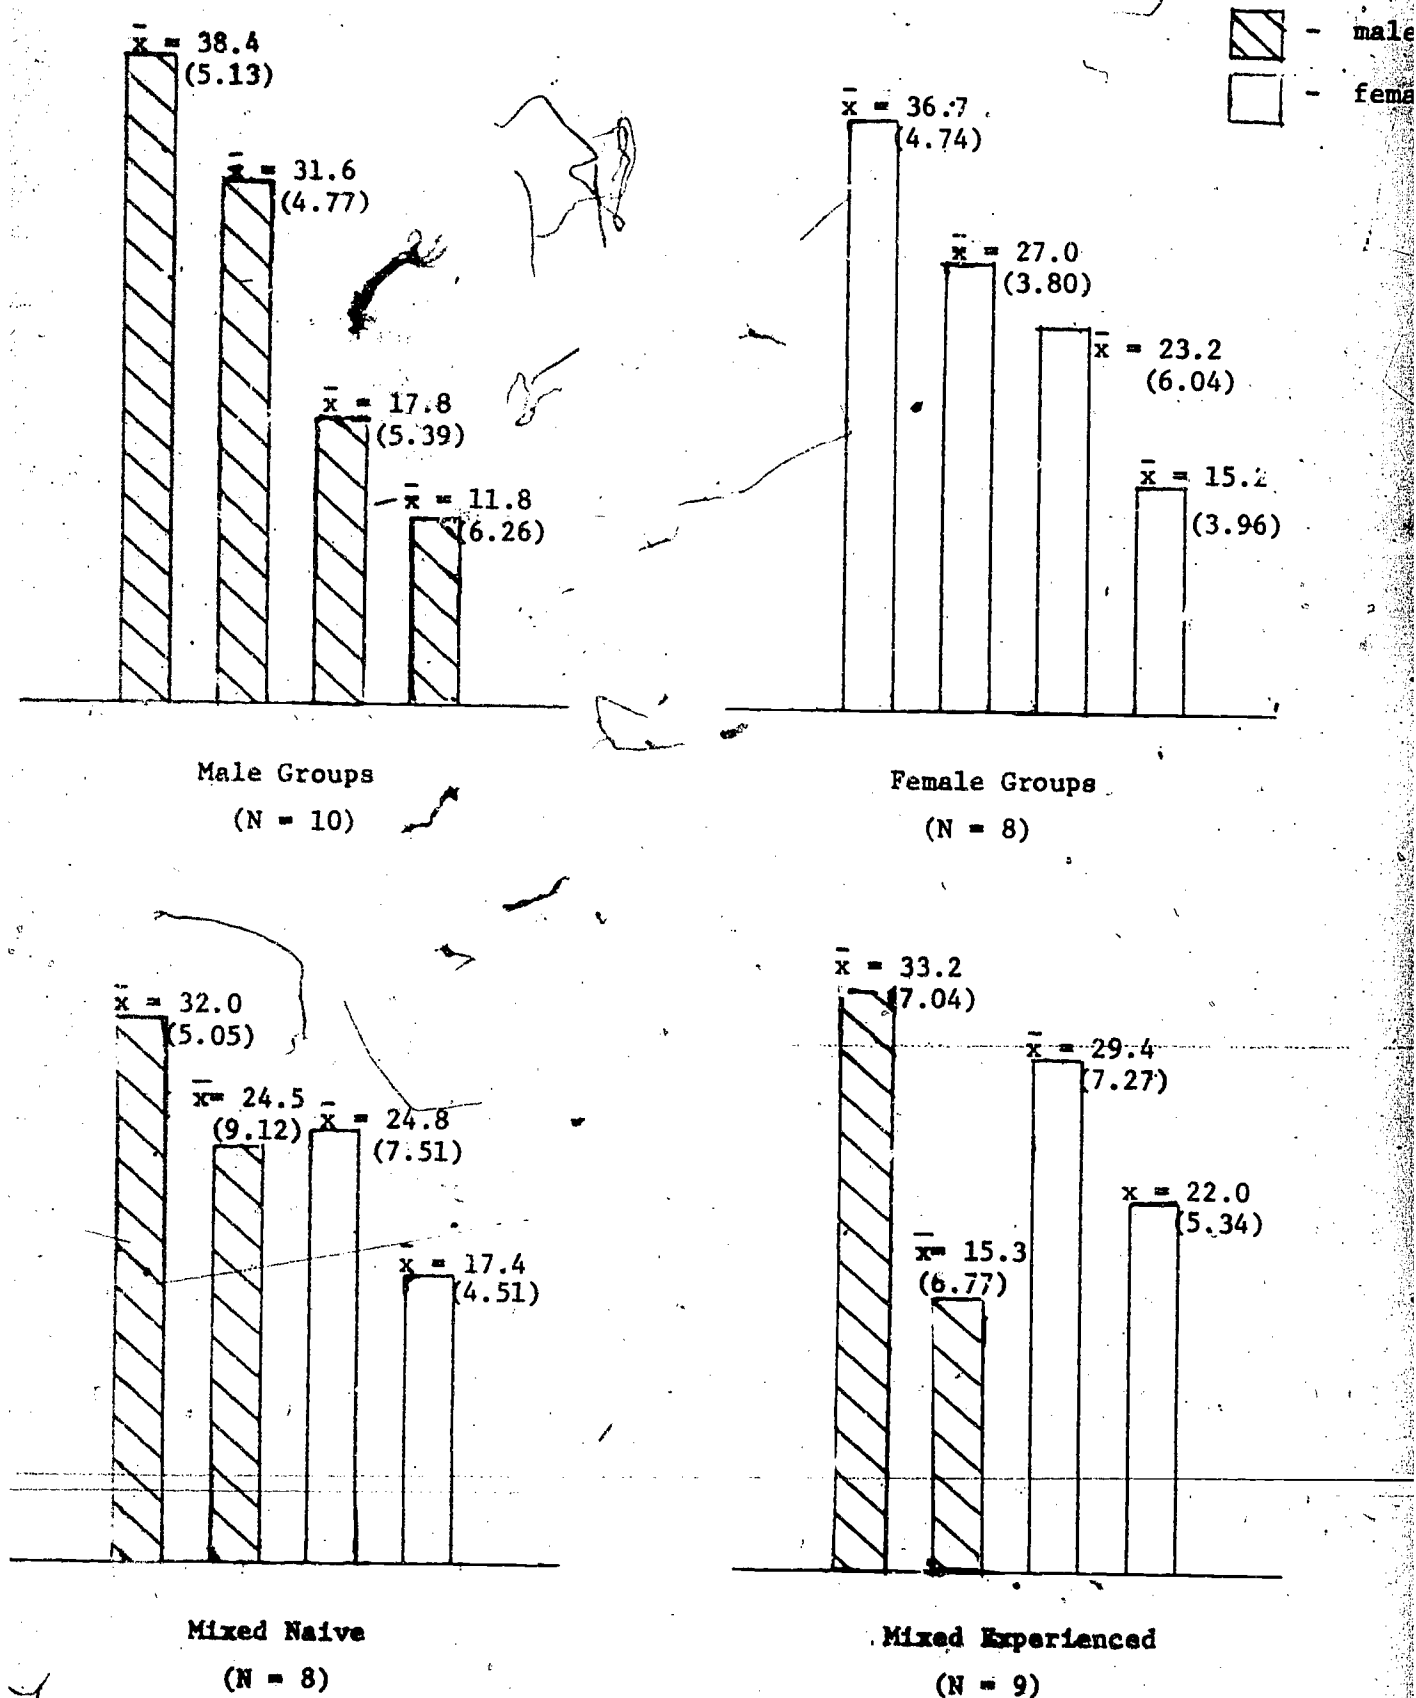 - male
- fema
x̄ = 38.4
(5.13)
x̄ = 31.6
(4.77)
x̄ = 17.8
(5.39)
x̄ = 11.8
(6.26)
Male Groups
(N = 10)
x̄ = 36.7
(4.74)
x̄ = 27.0
(3.80)
x̄ = 23.2
(6.04)
x̄ = 15.2
(3.96)
Female Groups
(N = 8)
x̄ = 32.0
(5.05)
x̄= 24.5
(9.12)
x̄ = 24.8
(7.51)
x̄ = 17.4
(4.51)
Mixed Naive
(N = 8)
x̄ = 33.2
(7.04)
x̄= 15.3
(6.77)
x̄ = 29.4
(7.27)
x = 22.0
(5.34)
Mixed Experienced
(N = 9)